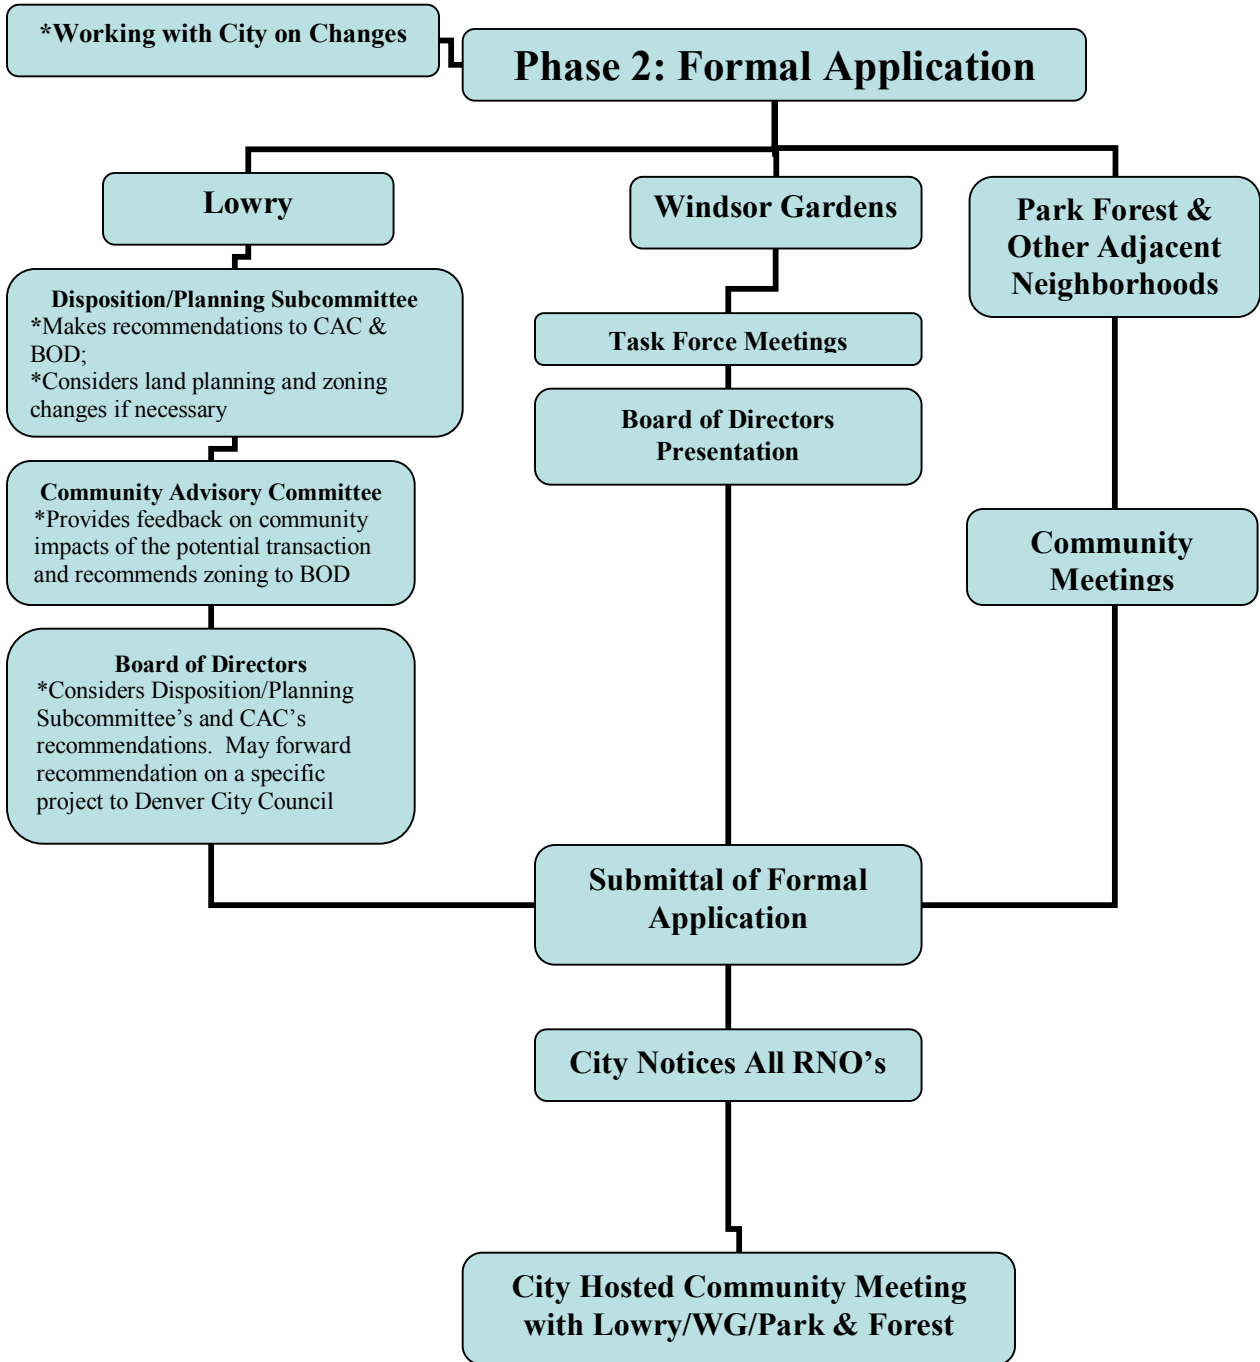 *Working with City on Changes
Phase 2: Formal Application
Lowry
Windsor Gardens
Park Forest &
Other Adjacent
Neighborhoods
Disposition/Planning Subcommittee
*Makes recommendations to CAC &
BOD;
*Considers land planning and zoning
changes if necessary
Task Force Meetings
Board of Directors
Presentation
Community Advisory Committee
*Provides feedback on community
impacts of the potential transaction
and recommends zoning to BOD
Community
Meetings
Board of Directors
*Considers Disposition/Planning
Subcommittee’s and CAC’s
recommendations.  May forward
recommendation on a specific
project to Denver City Council
Submittal of Formal
Application
City Notices All RNO’s
City Hosted Community Meeting
with Lowry/WG/Park & Forest